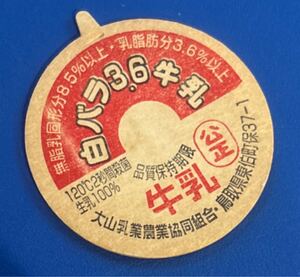 無脂乳固形分8.5%以上・乳脂肪分3.6%以上
白バラ3.6牛乳
公正
120℃2秒間殺菌
生乳100%
品質保持期限
牛乳
大山乳業農業協同組合・鳥取県東伯町保37-1